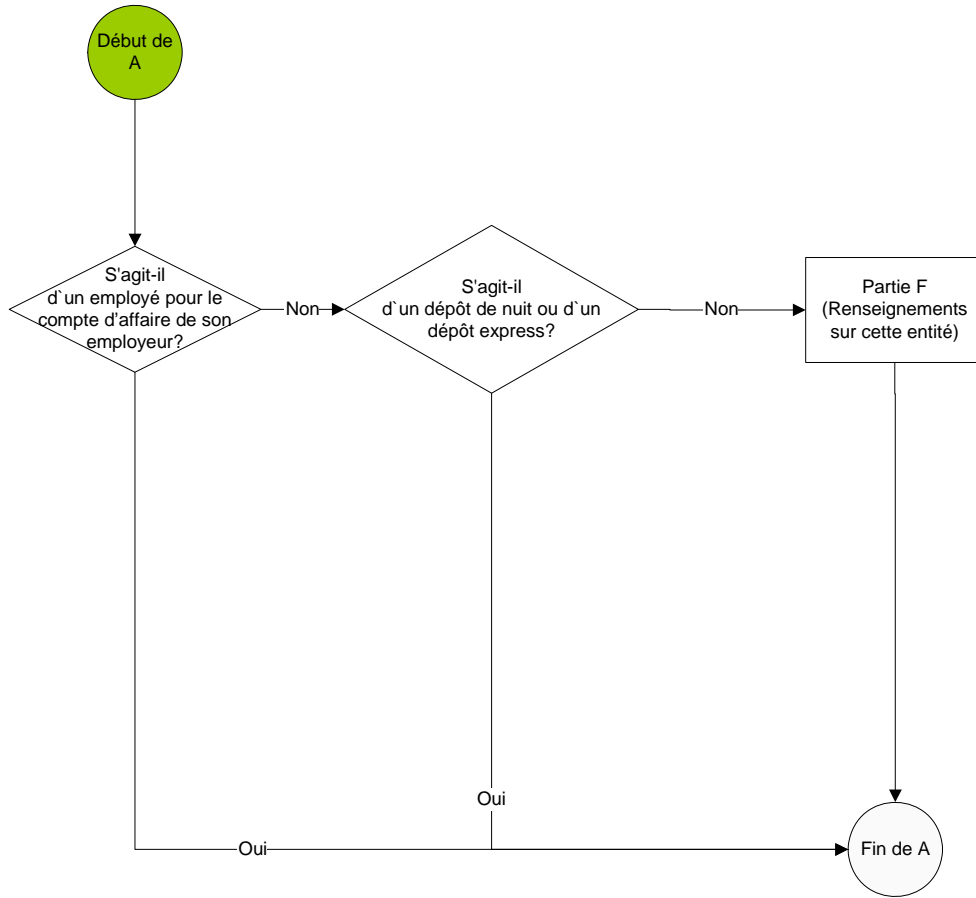 Début de
A
S'agit-il
d`un employé pour le
compte d’affaire de son
employeur?
Non
S'agit-il
d`un dépôt de nuit ou d`un
dépôt express?
Non
Partie F
(Renseignements
sur cette entité)
Oui
Oui
Fin de A